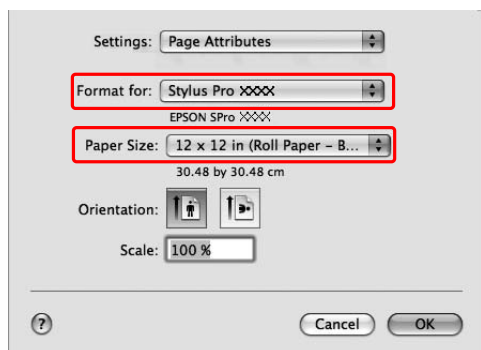 Settings: Page Attributes
Format for: Stylus Pro XXXX
EPSON SPro XXXX
Paper Size: 12 x 12 in (Roll Paper – B...
30.48 by 30.48 cm
Orientation:
Scale: 100 %
? Cancel OK